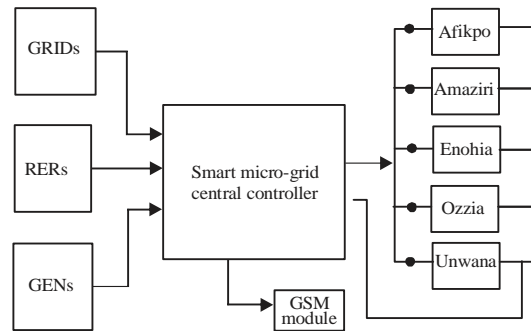 GRIDs
RERs
GENs
Smart micro-grid
central controller
GSM
module
Afikpo
Amaziri
Enohia
Ozzia
Unwana